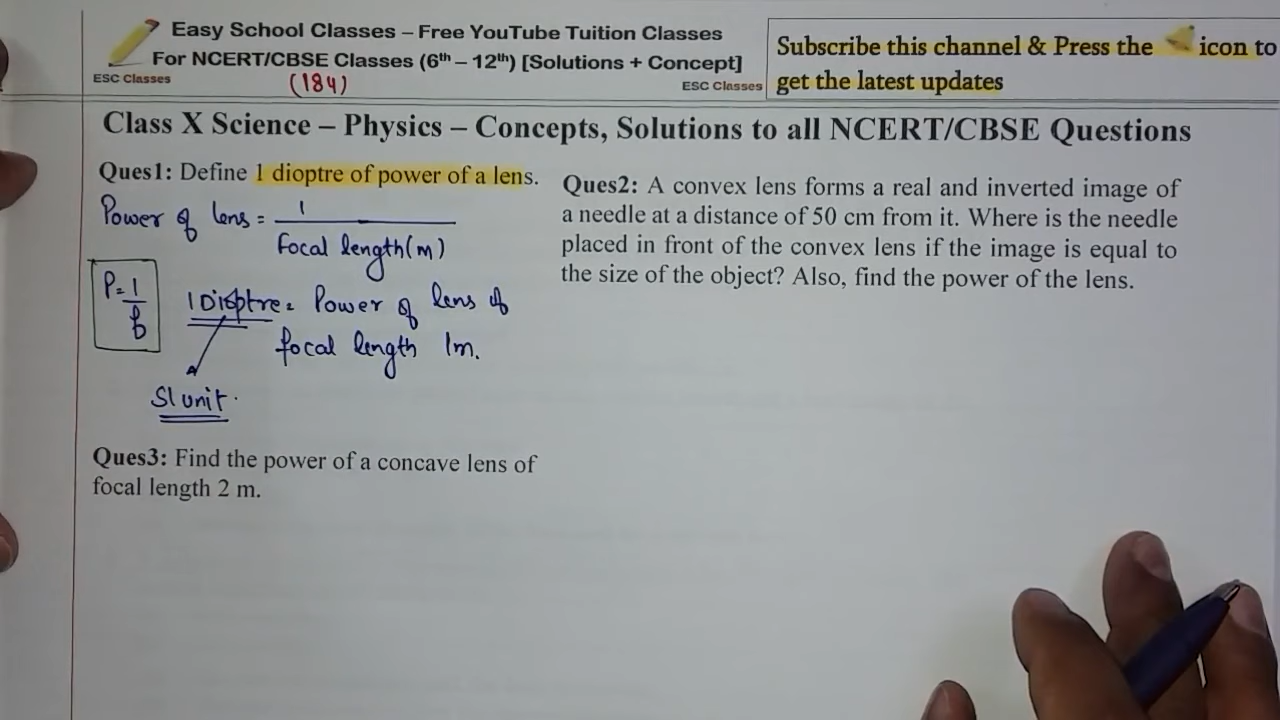 Easy School Classes – Free YouTube Tuition Classes
For NCERT/CBSE Classes (6th – 12th) [Solutions + Concept]
ESC Classes
(184)
ESC Classes
Subscribe this channel & Press the icon to
get the latest updates
Class X Science – Physics – Concepts, Solutions to all NCERT/CBSE Questions
Ques1: Define 1 dioptre of power of a lens.
Power of lens = 1
Focal length(m)
P = 1
f
1 Dioptre = Power of lens of
focal length 1m.
SI unit.
Ques2: A convex lens forms a real and inverted image of
a needle at a distance of 50 cm from it. Where is the needle
placed in front of the convex lens if the image is equal to
the size of the object? Also, find the power of the lens.
Ques3: Find the power of a concave lens of
focal length 2 m.